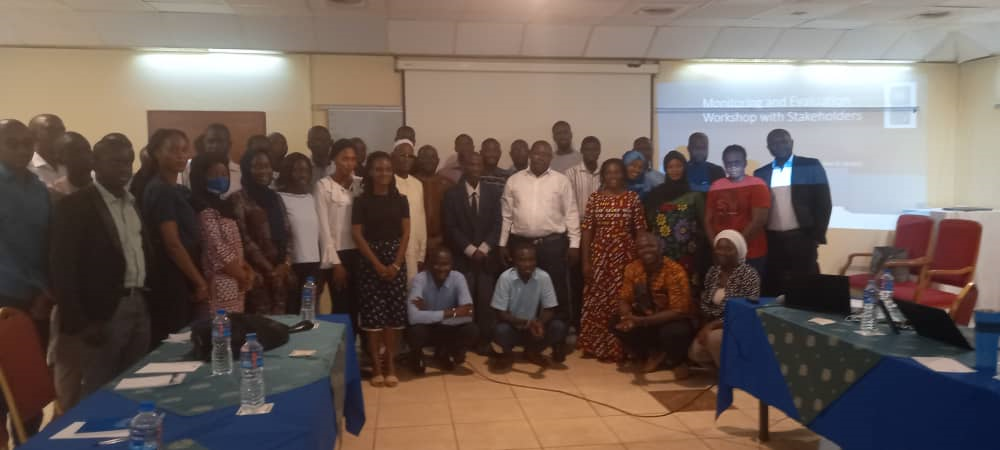 Monitoring and Evaluation
Workshop with Stakeholders